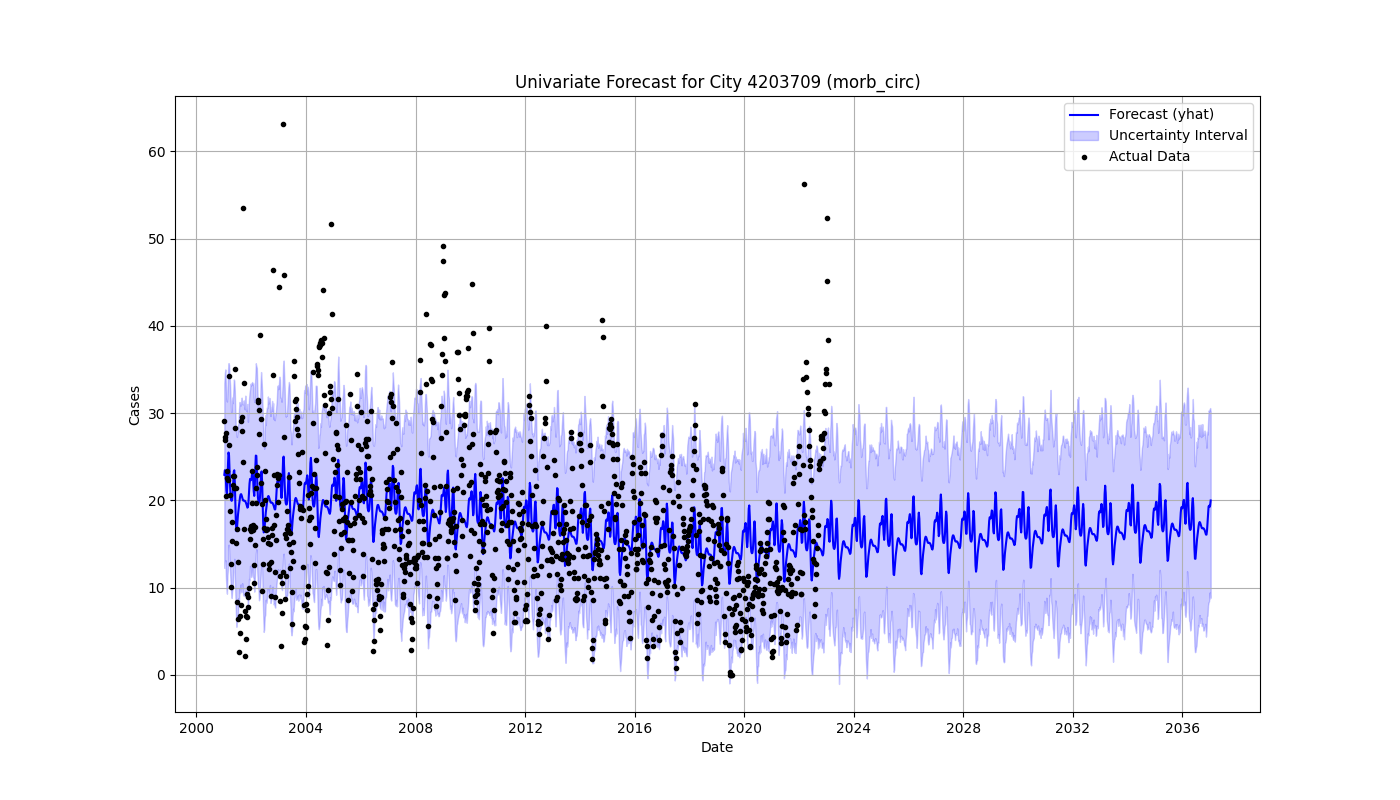 Univariate Forecast for City 4203709 (morb_circ)
Forecast (yhat)
Uncertainty Interval
Actual Data
Cases
60
50
40
30
20
10
0
2000 2004 2008 2012 2016 2020 2024 2028 2032 2036
Date